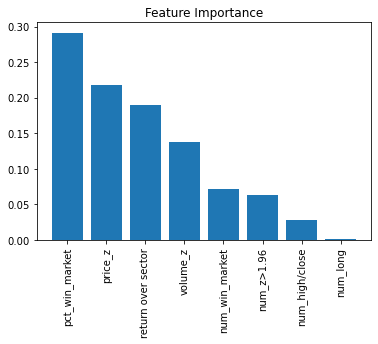 Feature Importance
0.30
0.25
0.20
0.15
0.10
0.05
0.00
pct_win_market
price_z
return over sector
volume_z
num_win_market
num_z>1.96
num_high/close
num_long